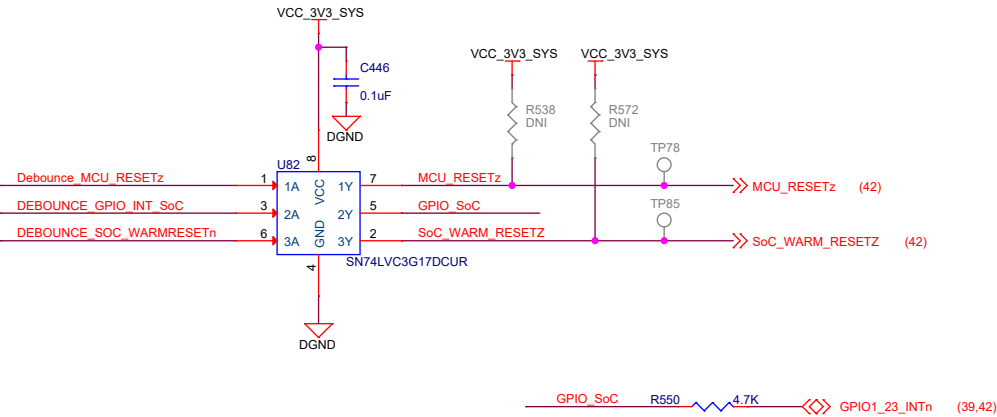 VCC_3V3_SYS
C446
0.1uF
DGND
VCC_3V3_SYS VCC_3V3_SYS
R538
DNI
R572
DNI
TP78
U82
8
Debounce_MCU_RESETz 1 1A VCC 1Y 7 MCU_RESETz MCU_RESETz (42)
TP85
DEBOUNCE_GPIO_INT_SoC 3 2A 2Y 5 GPIO_SoC
DEBOUNCE_SOC_WARMRESETn 6 3A GND 3Y 2 SoC_WARM_RESETZ SoC_WARM_RESETZ (42)
4
SN74LVC3G17DCUR
DGND
GPIO_SoC R550 4.7K GPIO1_23_INTn (39,42)